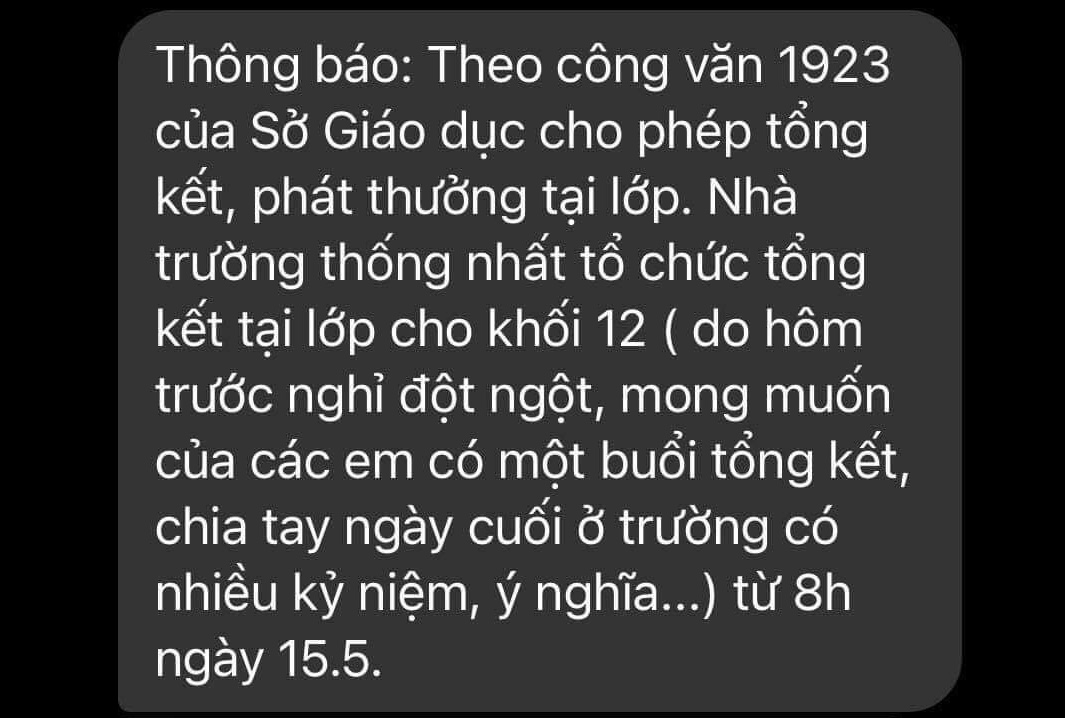 Thông báo: Theo công văn 1923
của Sở Giáo dục cho phép tổng
kết, phát thưởng tại lớp. Nhà
trường thống nhất tổ chức tổng
kết tại lớp cho khối 12 ( do hôm
trước nghỉ đột ngột, mong muốn
của các em có một buổi tổng kết,
chia tay ngày cuối ở trường có
nhiều kỷ niệm, ý nghĩa...) từ 8h
ngày 15.5.